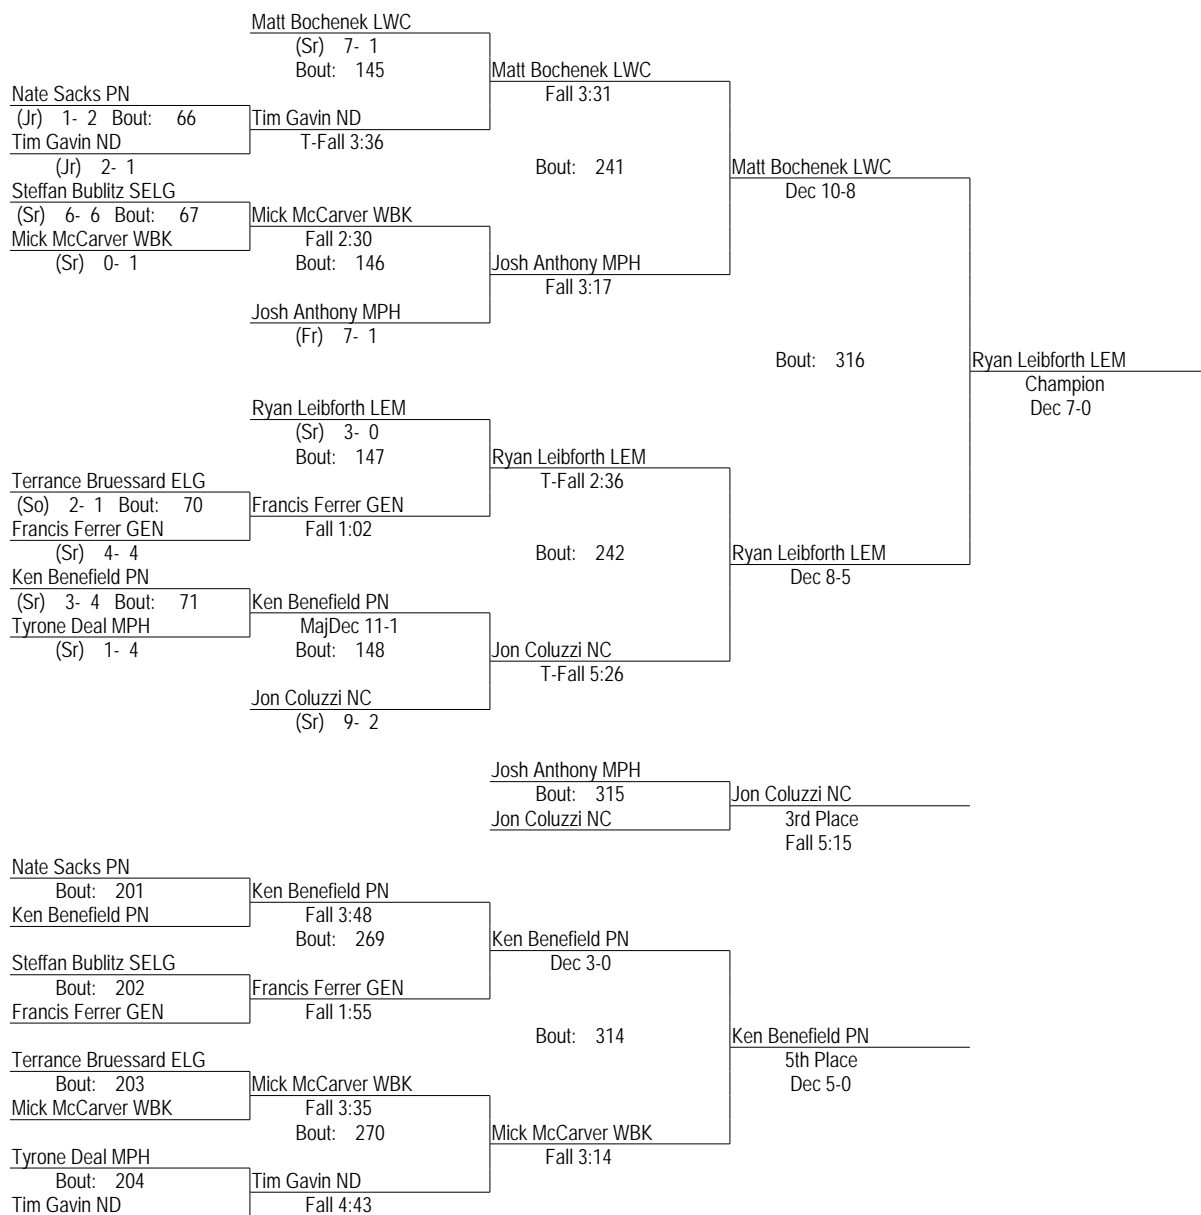 Matt Bochenek LWC
(Sr) 7- 1
Bout: 145
Matt Bochenek LWC
Fall 3:31
Nate Sacks PN
(Jr) 1- 2 Bout: 66
Tim Gavin ND
T-Fall 3:36
Tim Gavin ND
(Jr) 2- 1
Bout: 241
Matt Bochenek LWC
Dec 10-8
Steffan Bublitz SELG
(Sr) 6- 6 Bout: 67
Mick McCarver WBK
Fall 2:30
Mick McCarver WBK
(Sr) 0- 1
Bout: 146
Josh Anthony MPH
Fall 3:17
Josh Anthony MPH
(Fr) 7- 1
Bout: 316
Ryan Leibforth LEM
Champion
Dec 7-0
Ryan Leibforth LEM
(Sr) 3- 0
Bout: 147
Ryan Leibforth LEM
T-Fall 2:36
Terrance Bruessard ELG
(So) 2- 1 Bout: 70
Francis Ferrer GEN
Fall 1:02
Francis Ferrer GEN
(Sr) 4- 4
Bout: 242
Ryan Leibforth LEM
Dec 8-5
Ken Benefield PN
(Sr) 3- 4 Bout: 71
Ken Benefield PN
MajDec 11-1
Tyrone Deal MPH
(Sr) 1- 4
Bout: 148
Jon Coluzzi NC
T-Fall 5:26
Jon Coluzzi NC
(Sr) 9- 2
Josh Anthony MPH
Bout: 315
Jon Coluzzi NC
Jon Coluzzi NC
3rd Place
Fall 5:15
Nate Sacks PN
Bout: 201
Ken Benefield PN
Ken Benefield PN
Fall 3:48
Bout: 269
Ken Benefield PN
Dec 3-0
Steffan Bublitz SELG
Bout: 202
Francis Ferrer GEN
Francis Ferrer GEN
Fall 1:55
Bout: 314
Ken Benefield PN
5th Place
Dec 5-0
Terrance Bruessard ELG
Bout: 203
Mick McCarver WBK
Mick McCarver WBK
Fall 3:35
Bout: 270
Mick McCarver WBK
Fall 3:14
Tyrone Deal MPH
Bout: 204
Tim Gavin ND
Tim Gavin ND
Fall 4:43